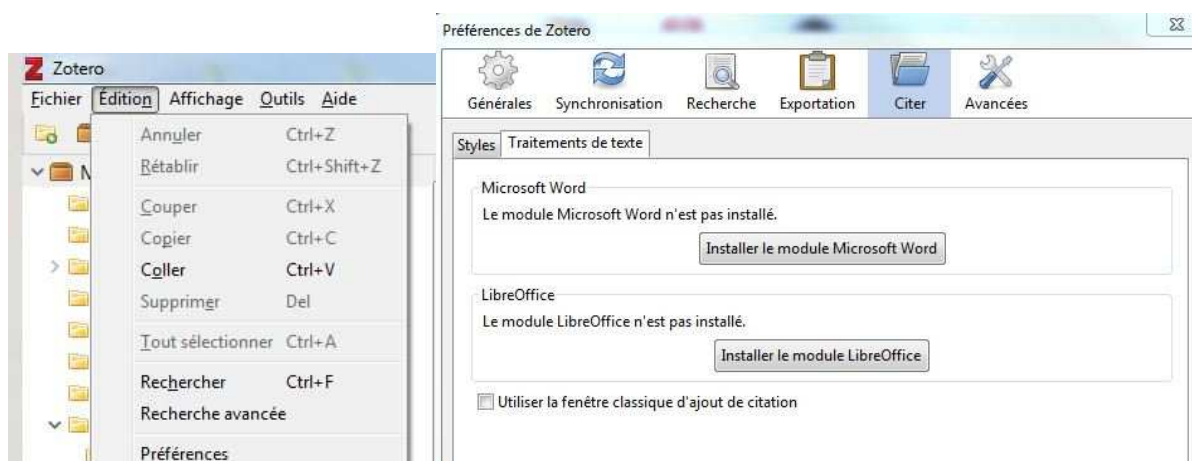 Zotero
Fichier Édition Affichage Outils Aide
Annuler Ctrl+Z
Rétablir Ctrl+Shift+Z
Couper Ctrl+X
Copier Ctrl+C
Coller Ctrl+V
Supprimer Del
Tout sélectionner Ctrl+A
Rechercher Ctrl+F
Recherche avancée
Préférences
Préférences de Zotero
Générales Synchronisation Recherche Exportation Citer Avancées
Styles Traitements de texte
Microsoft Word
Le module Microsoft Word n'est pas installé.
Installer le module Microsoft Word
LibreOffice
Le module LibreOffice n'est pas installé.
Installer le module LibreOffice
Utiliser la fenêtre classique d'ajout de citation